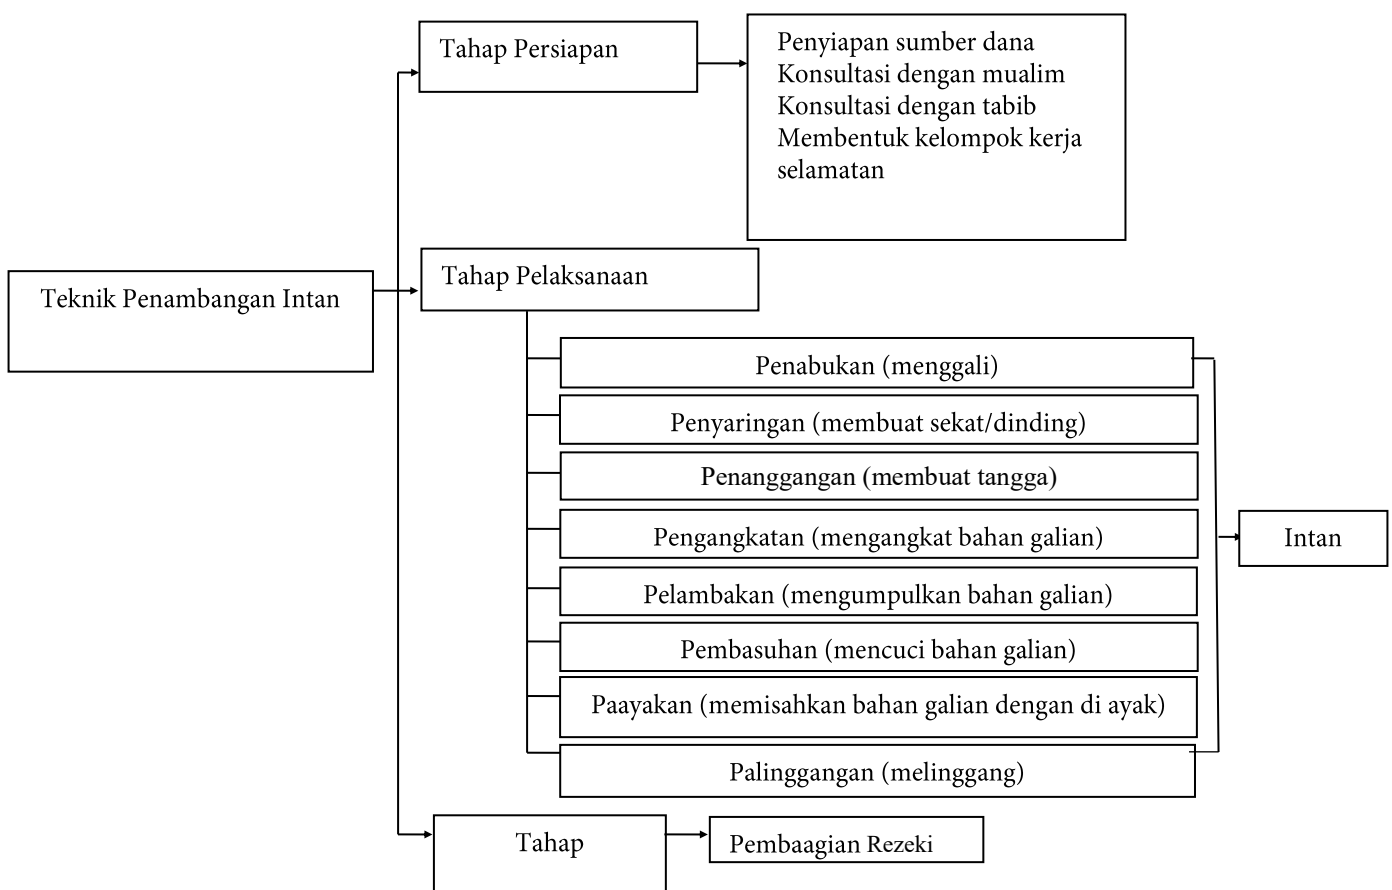 Tahap Persiapan
Penyiapan sumber dana
Konsultasi dengan mualim
Konsultasi dengan tabib
Membentuk kelompok kerja
selamatan
Teknik Penambangan Intan
Tahap Pelaksanaan
Penabukan (menggali)
Penyaringan (membuat sekat/dinding)
Penanggangan (membuat tangga)
Pengangkatan (mengangkat bahan galian)
Pelambakan (mengumpulkan bahan galian)
Pembasuhan (mencuci bahan galian)
Paayakan (memisahkan bahan galian dengan di ayak)
Palinggangan (melinggang)
Intan
Tahap
Pembaagian Rezeki